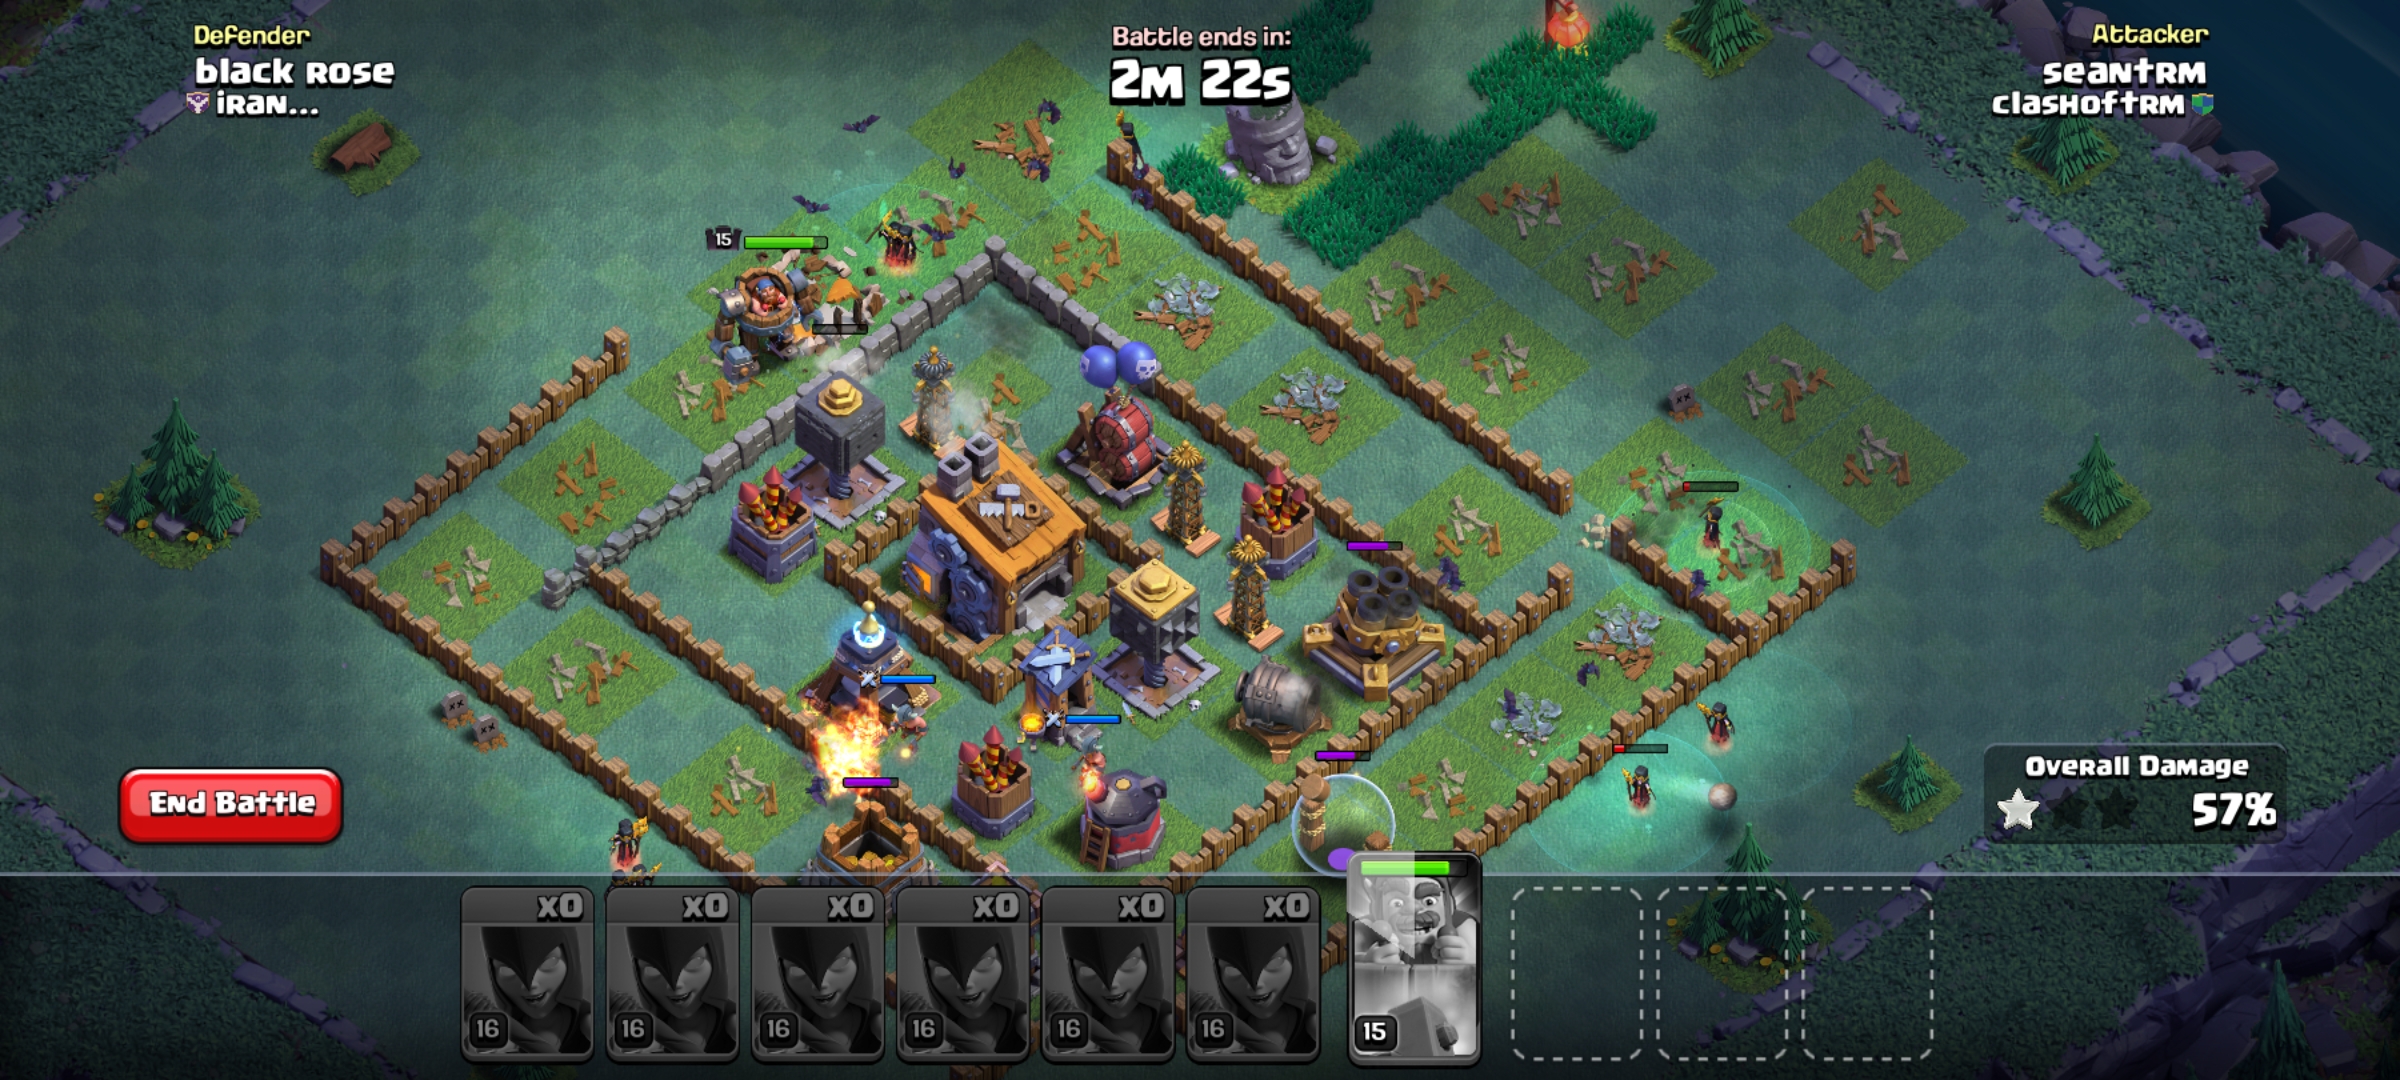 Defender
black rose
iran...
Battle ends in:
2m 22s
Attacker
seantrm
clashoftrm
15
End Battle
Overall Damage
57%
x0
x0
x0
x0
x0
x0
16
16
16
16
16
16
15